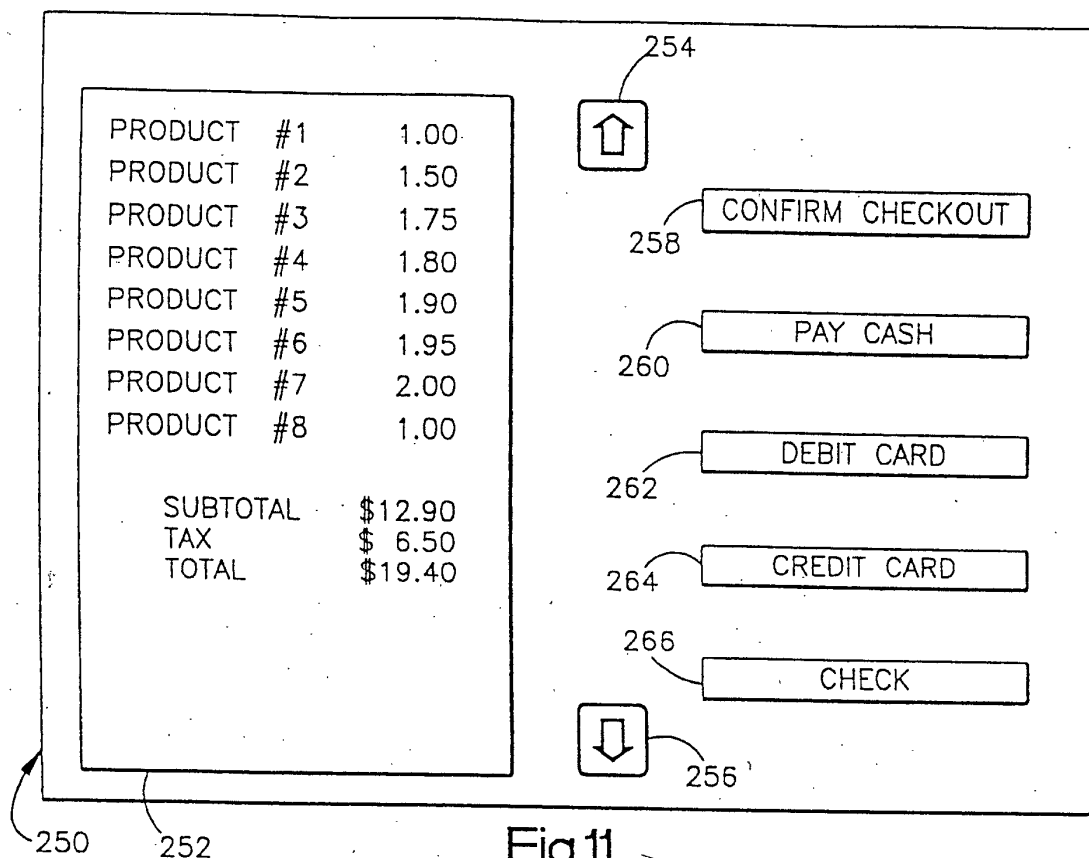 254
PRODUCT #1 1.00
PRODUCT #2 1.50
PRODUCT #3 1.75
PRODUCT #4 1.80
PRODUCT #5 1.90
PRODUCT #6 1.95
PRODUCT #7 2.00
PRODUCT #8 1.00
SUBTOTAL $12.90
TAX $ 6.50
TOTAL $19.40
CONFIRM CHECKOUT
258
PAY CASH
260
DEBIT CARD
262
CREDIT CARD
264
266
CHECK
256
250
252
Fig.11